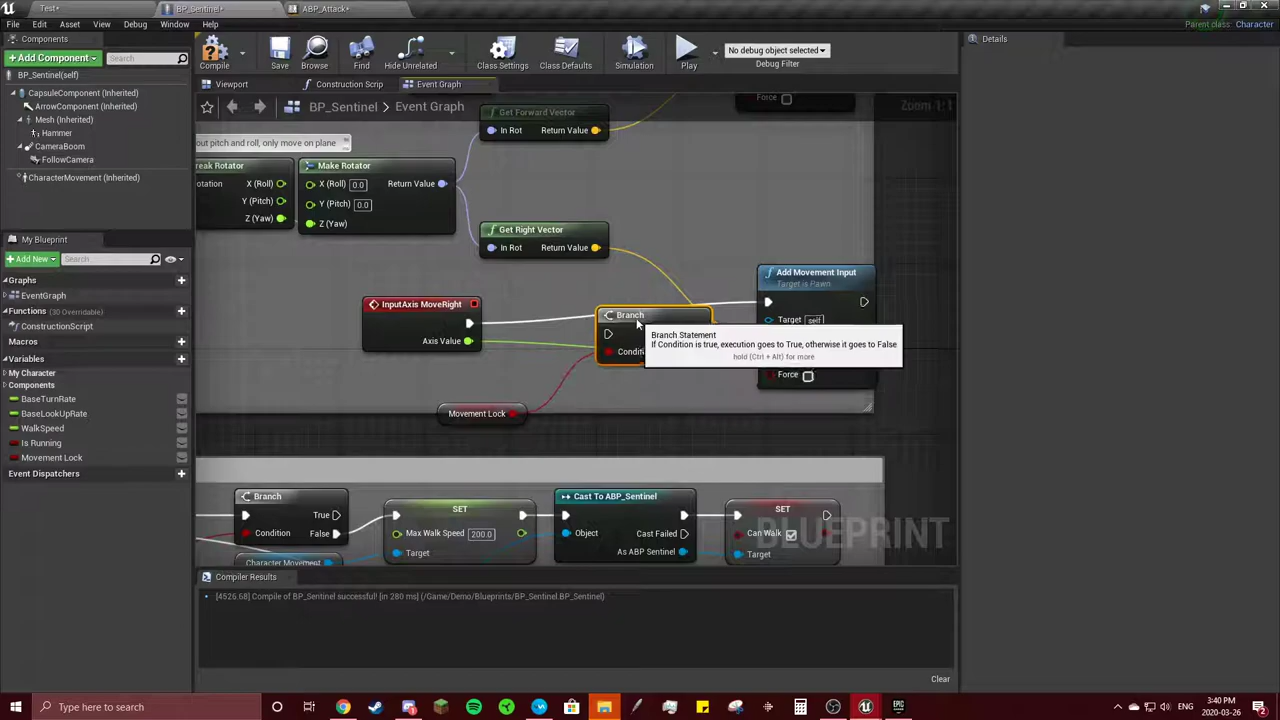 Test*
BP_Sentinel*
ABP_Attack*
File Edit Asset View Debug Window Help
Parent class: Character
Components
+Add Component
Search
BP_Sentinel(self)
CapsuleComponent (Inherited)
ArrowComponent (Inherited)
Mesh (Inherited)
Hammer
CameraBoom
FollowCamera
CharacterMovement (Inherited)
My Blueprint
+Add New
Search
Graphs
EventGraph
Functions (30 Overridable)
ConstructionScript
Macros
Variables
My Character
Components
BaseTurnRate
BaseLookUpRate
WalkSpeed
Is Running
Movement Lock
Event Dispatchers
Compile
Save
Browse
Find
Hide Unrelated
Class Settings
Class Defaults
Simulation
Play
No debug object selected
Debug Filter
Viewport
Construction Script
Event Graph
BP_Sentinel > Event Graph
Zoom 1:1
Force
Get Forward Vector
In Rot Return Value
out pitch and roll, only move on plane
reak Rotator
otation X (Roll)
Y (Pitch)
Z (Yaw)
Make Rotator
X (Roll) 0.0 Return Value
Y (Pitch) 0.0
Z (Yaw)
Get Right Vector
In Rot Return Value
InputAxis MoveRight
Axis Value
Branch
Conditi
Branch Statement
If Condition is true, execution goes to True, otherwise it goes to False
hold (Ctrl + Alt) for more
Add Movement Input
Target is Pawn
Target self
Force
Movement Lock
Branch
True
Condition False
SET
Max Walk Speed 200.0
Target
Cast To ABP_Sentinel
Object Cast Failed
As ABP Sentinel
SET
Can Walk
Target
Character Movement
BLUEPRINT
Compiler Results
[4526.68] Compile of BP_Sentinel successful! [in 280 ms] (/Game/Demo/Blueprints/BP_Sentinel.BP_Sentinel)
Clear
Details
Type here to search
3:40 PM
2020-03-26